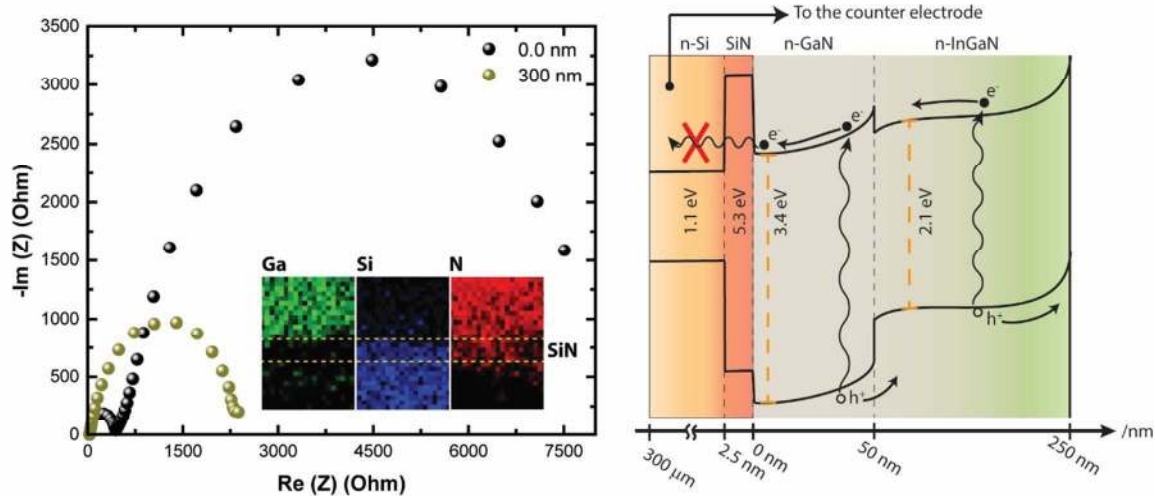 3500
3000
2500
2000
1500
1000
500
0
-Im (Z) (Ohm)
0.0 nm
300 nm
Ga Si N
SiN
0 1500 3000 4500 6000 7500
Re (Z) (Ohm)
To the counter electrode
n-Si SiN n-GaN n-InGaN
e-
e-
e-
1.1 eV
5.3 eV
3.4 eV
2.1 eV
h+
h+
300 μm
2.5 nm
0 nm
50 nm
250 nm
/nm